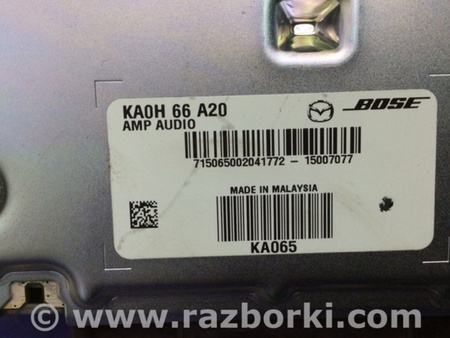 KA0H 66 A20
AMP AUDIO
BOSE
715065002041772 - 15007077
MADE IN MALAYSIA
KA065
www.razborki.com